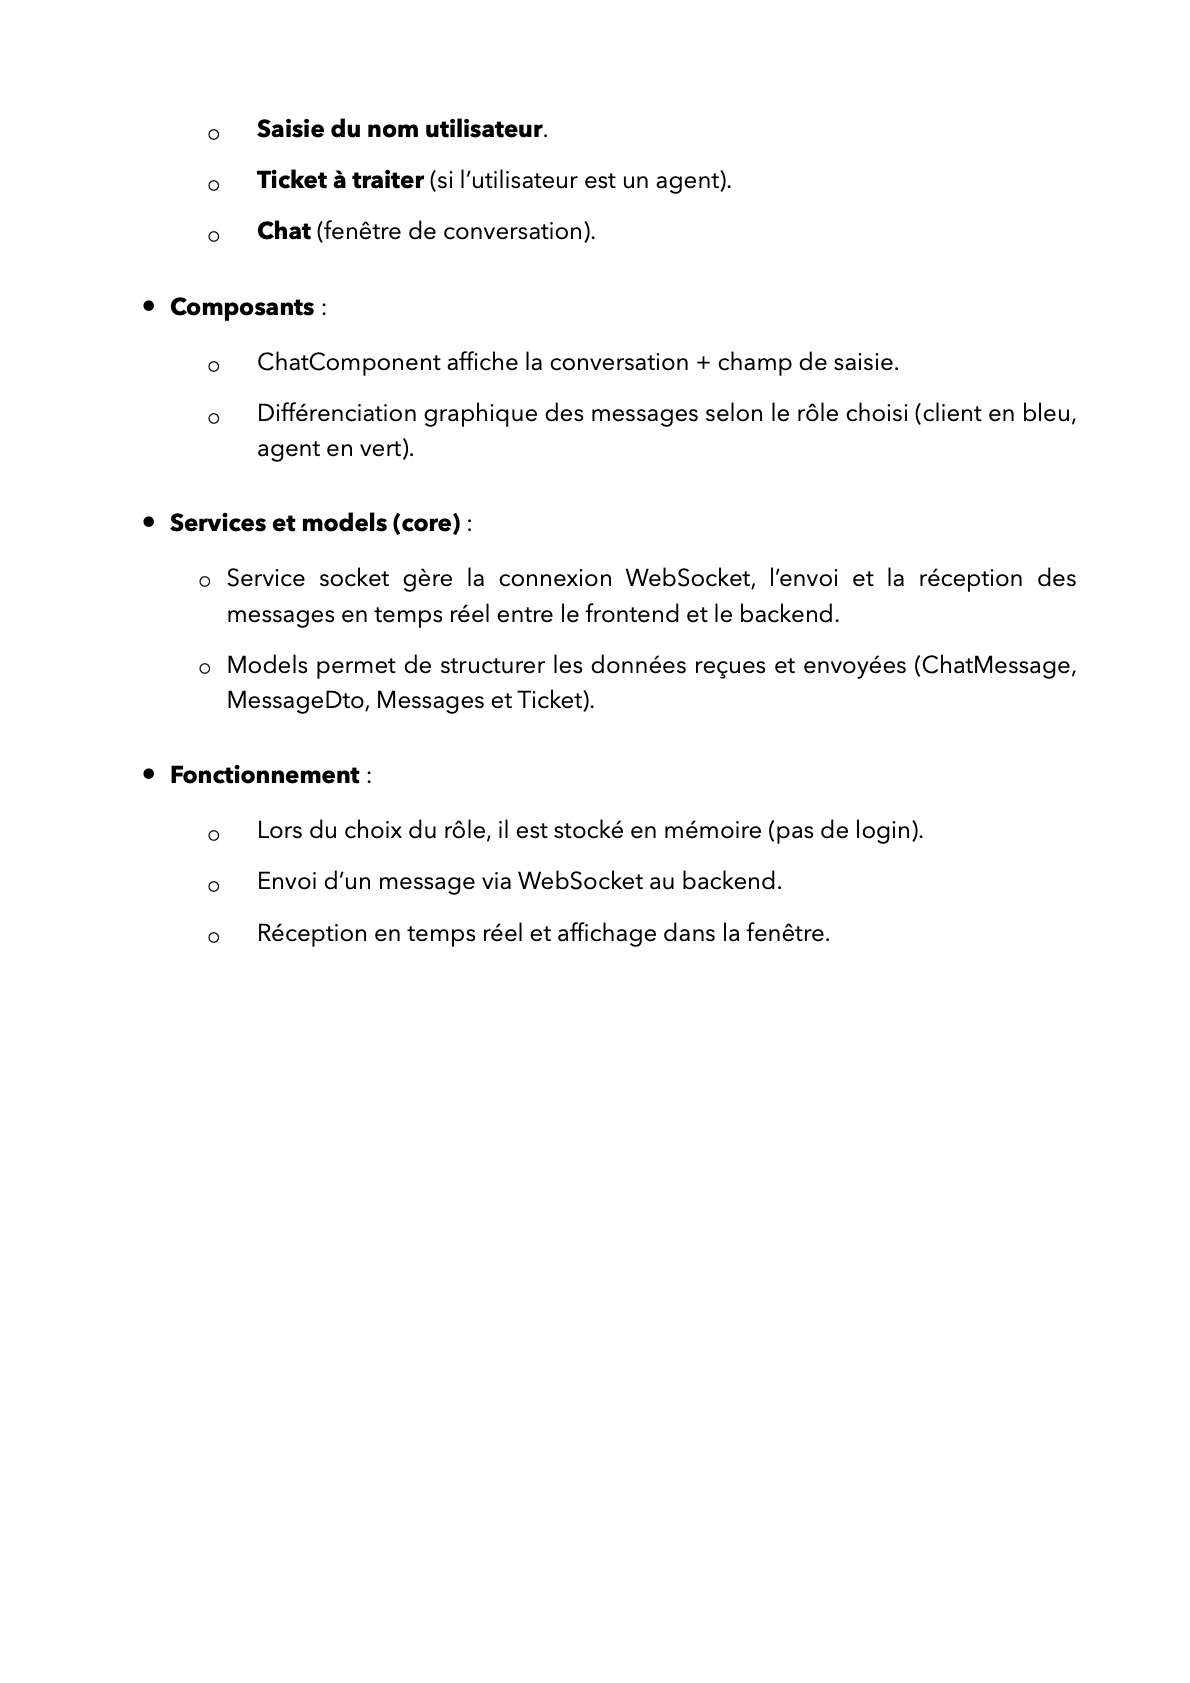 o Saisie du nom utilisateur.
o Ticket à traiter (si l’utilisateur est un agent).
o Chat (fenêtre de conversation).
• Composants :
o ChatComponent affiche la conversation + champ de saisie.
o Différenciation graphique des messages selon le rôle choisi (client en bleu,
agent en vert).
• Services et models (core) :
o Service socket gère la connexion WebSocket, l’envoi et la réception des
messages en temps réel entre le frontend et le backend.
o Models permet de structurer les données reçues et envoyées (ChatMessage,
MessageDto, Messages et Ticket).
• Fonctionnement :
o Lors du choix du rôle, il est stocké en mémoire (pas de login).
o Envoi d’un message via WebSocket au backend.
o Réception en temps réel et affichage dans la fenêtre.